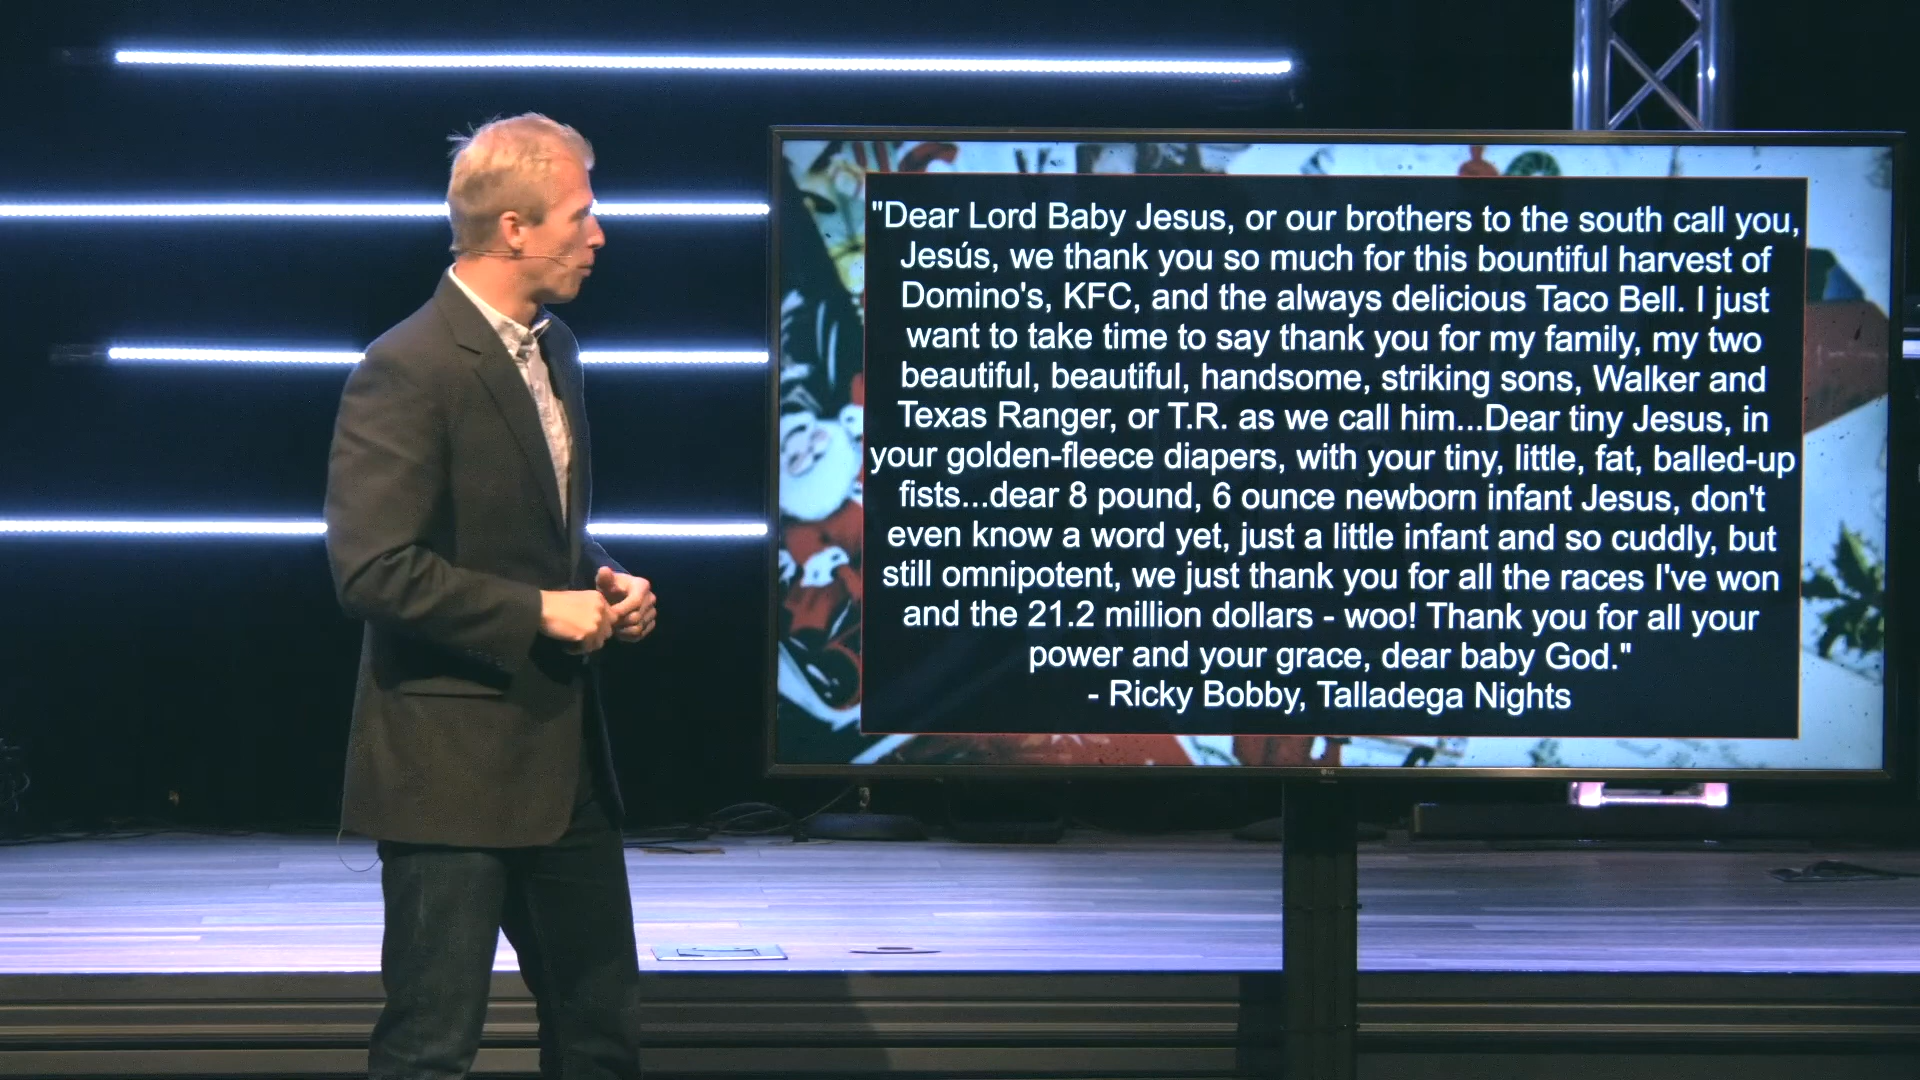 "Dear Lord Baby Jesus, or our brothers to the south call you,
Jesús, we thank you so much for this bountiful harvest of
Domino's, KFC, and the always delicious Taco Bell. I just
want to take time to say thank you for my family, my two
beautiful, beautiful, handsome, striking sons, Walker and
Texas Ranger, or T.R. as we call him...Dear tiny Jesus, in
your golden-fleece diapers, with your tiny, little, fat, balled-up
fists...dear 8 pound, 6 ounce newborn infant Jesus, don't
even know a word yet, just a little infant and so cuddly, but
still omnipotent, we just thank you for all the races I've won
and the 21.2 million dollars - woo! Thank you for all your
power and your grace, dear baby God."
- Ricky Bobby, Talladega Nights
LG